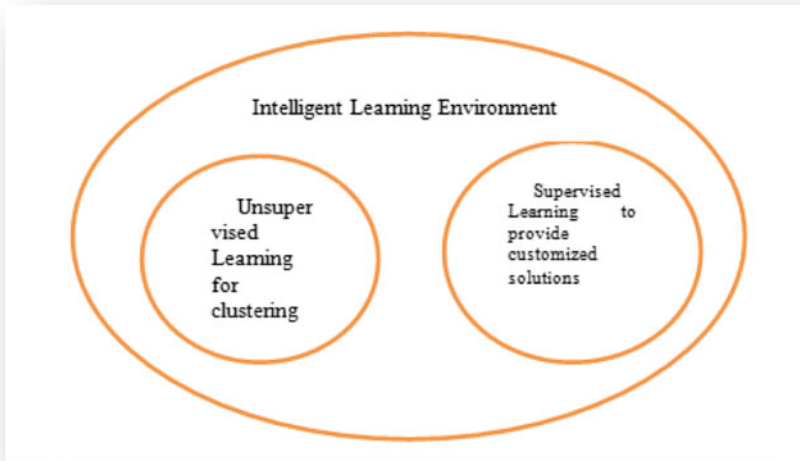 Intelligent Learning Environment
Unsuper
vised
Learning
for
clustering
Supervised
Learning to
provide
customized
solutions